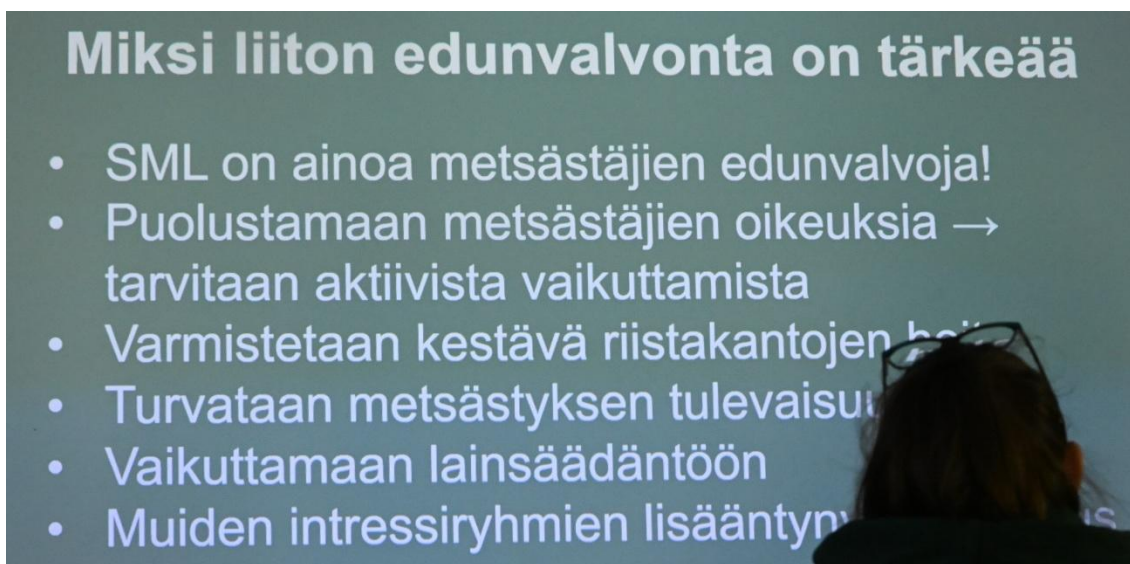 Miksi liiton edunvalvonta on tärkeää
• SML on ainoa metsästäjien edunvalvoja!
• Puolustamaan metsästäjien oikeuksia →
tarvitaan aktiivista vaikuttamista
• Varmistetaan kestävä riistakantojen
• Turvataan metsästyksen
• Vaikuttamaan lainsäädäntöön
• Muiden intressiryhmien